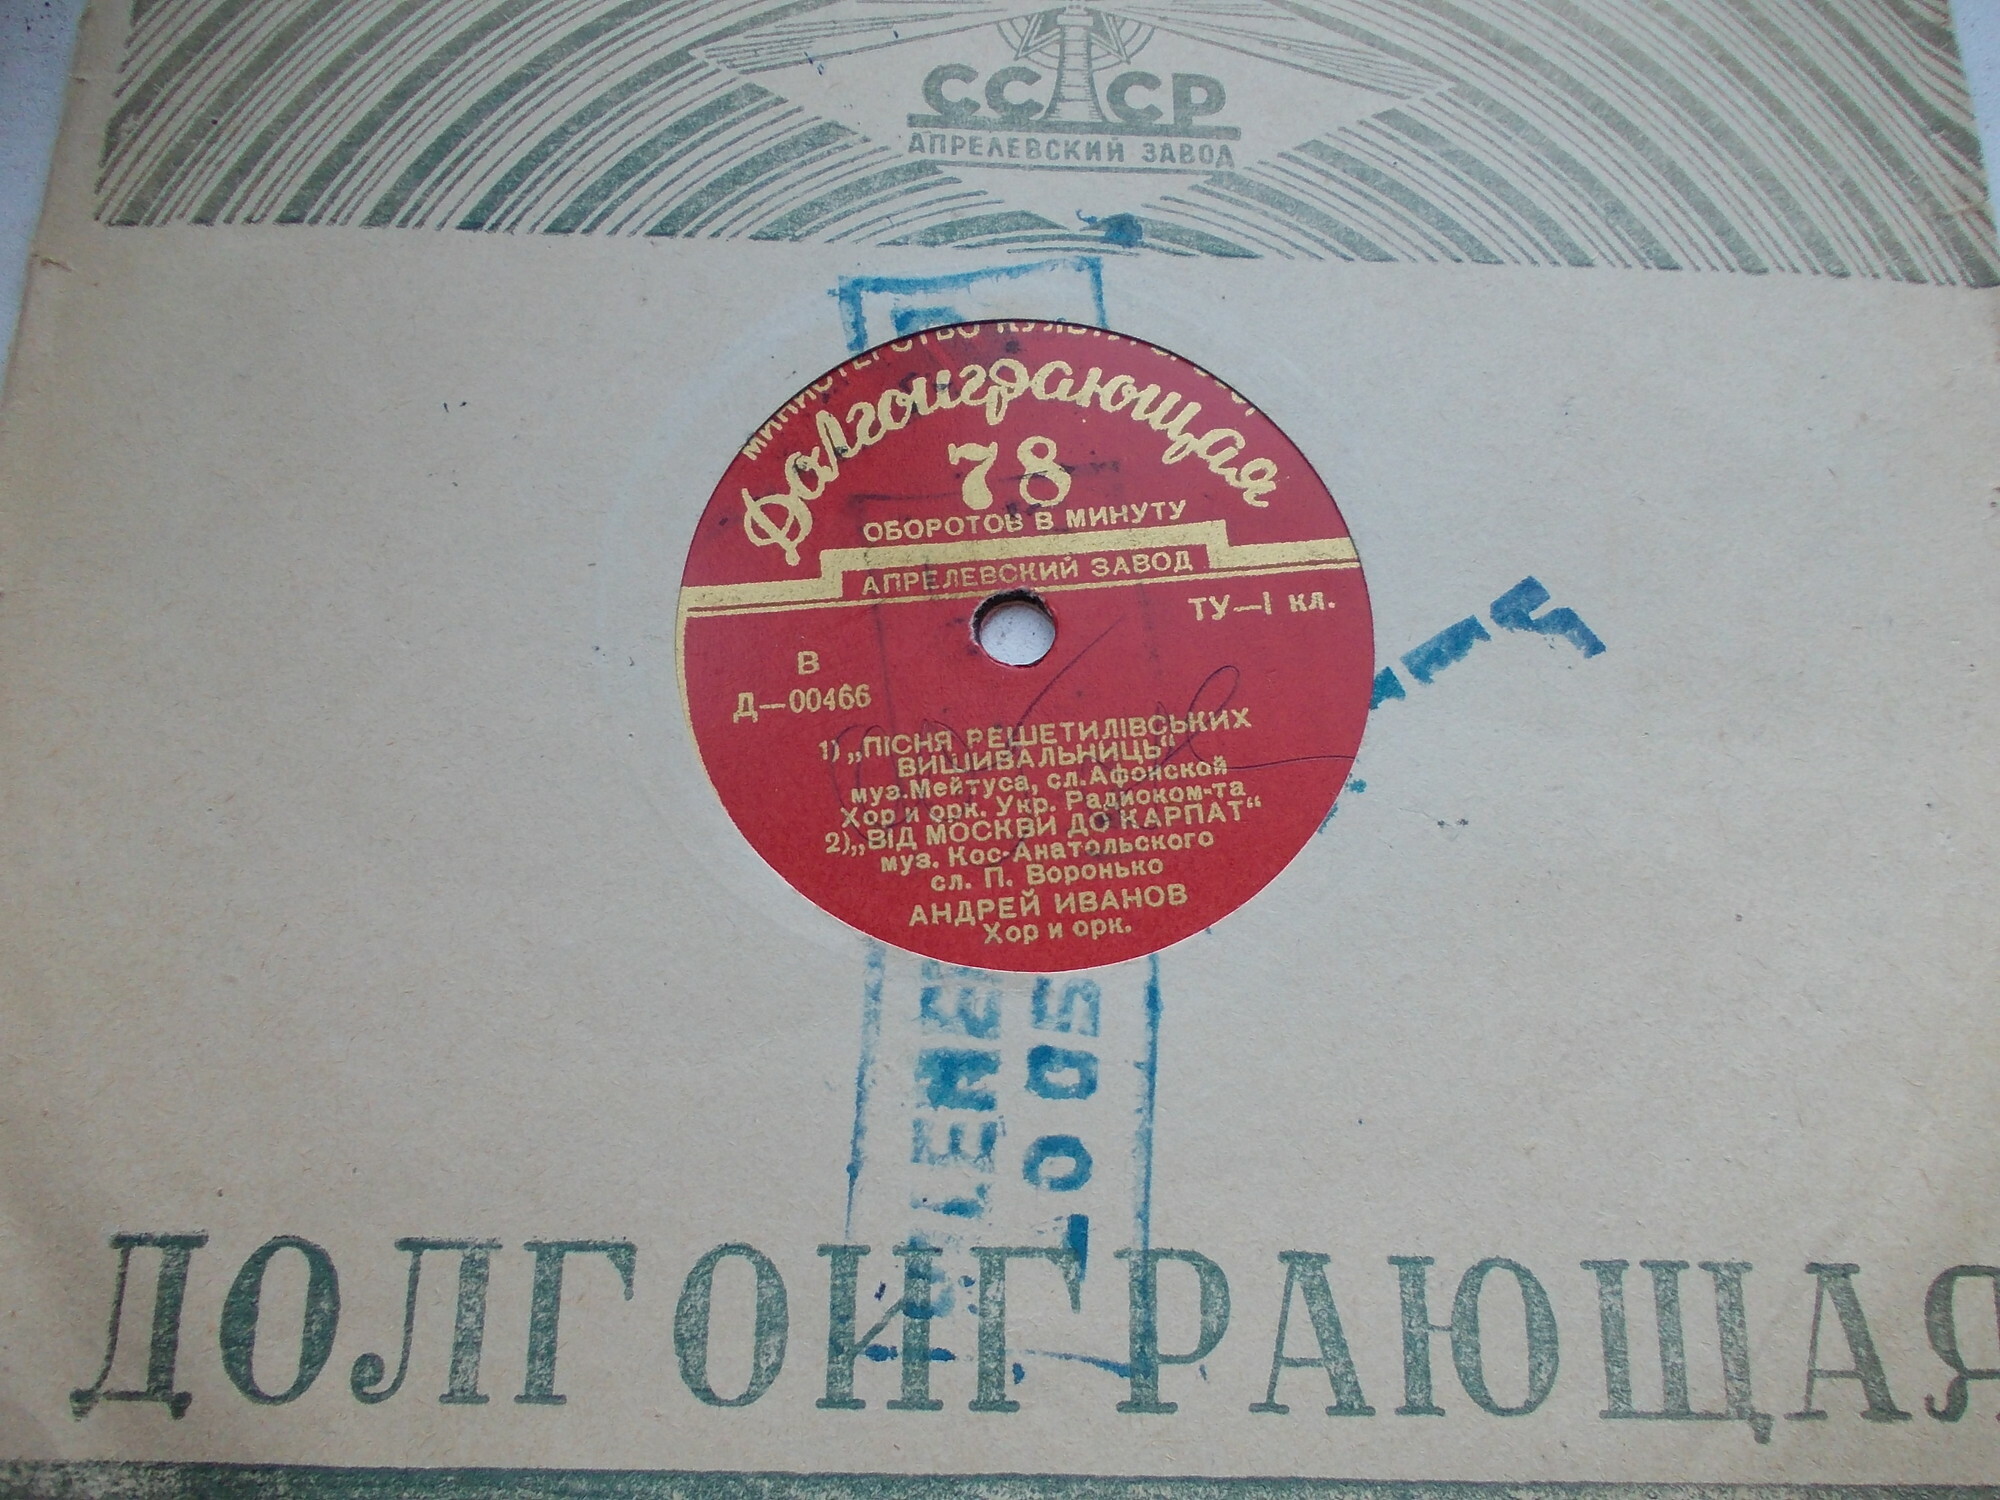 СССР
АПРЕЛЕВСКИЙ ЗАВОД
МИНИСТЕРСТВО КУЛЬТУРЫ
Долгоиграющая
78
ОБОРОТОВ В МИНУТУ
АПРЕЛЕВСКИЙ ЗАВОД
ТУ—I кл.
В
Д—00466
1) „ПІСНЯ РЕШЕТИЛІВСЬКИХ
ВИШИВАЛЬНИЦЬ“
муз. Мейтуса, сл. Афонской
Хор и орк. Укр. Радиоком-та
2) „ВІД МОСКВИ ДО КАРПАТ“
муз. Кос-Анатольского
сл. П. Воронько
АНДРЕЙ ИВАНОВ
Хор и орк.
ДОЛГОИГРАЮЩАЯ